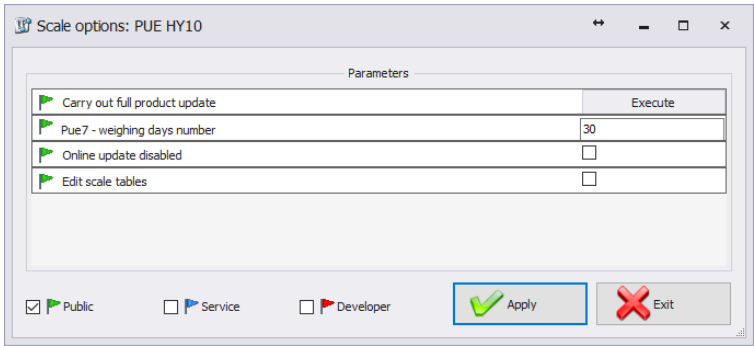 Scale options: PUE HY10
Parameters
Carry out full product update Execute
Pue7 - weighing days number 30
Online update disabled
Edit scale tables
Public Service Developer Apply Exit